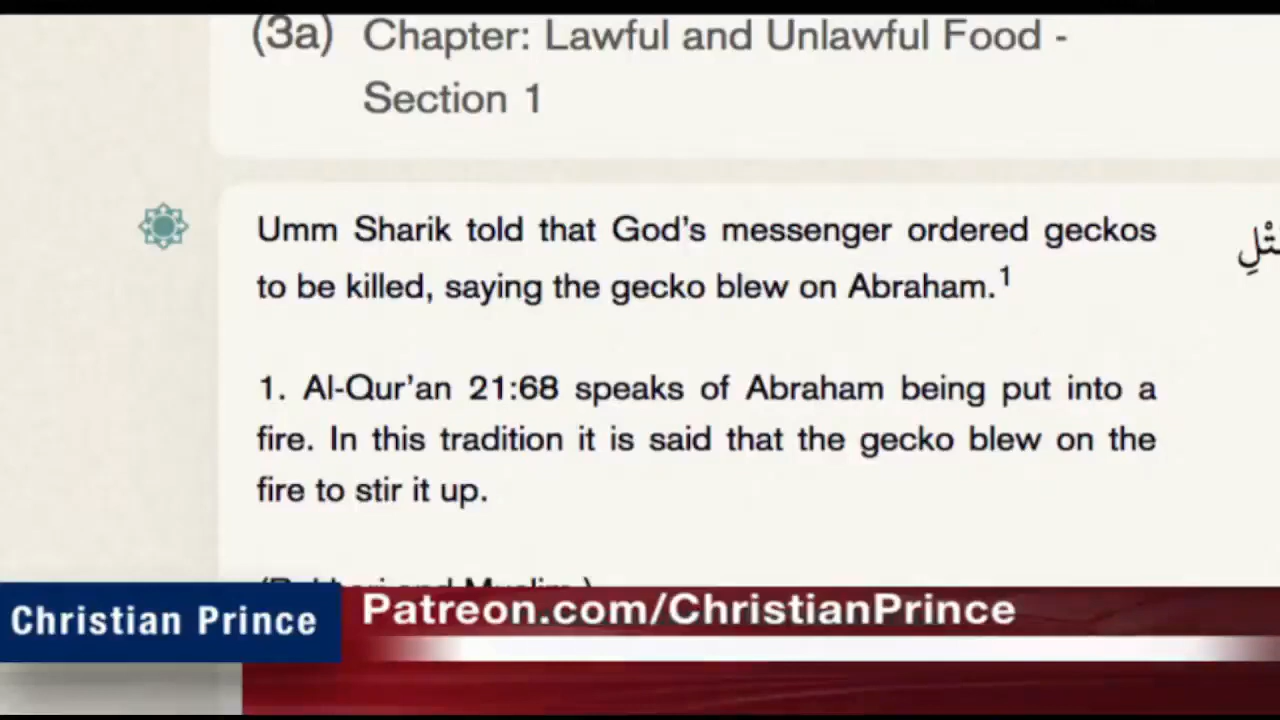 (3a) Chapter: Lawful and Unlawful Food -
Section 1
Umm Sharik told that God's messenger ordered geckos
to be killed, saying the gecko blew on Abraham.1
1. Al-Qur'an 21:68 speaks of Abraham being put into a
fire. In this tradition it is said that the gecko blew on the
fire to stir it up.
(Bukhari and Muslim.)
Christian Prince
Patreon.com/ChristianPrince